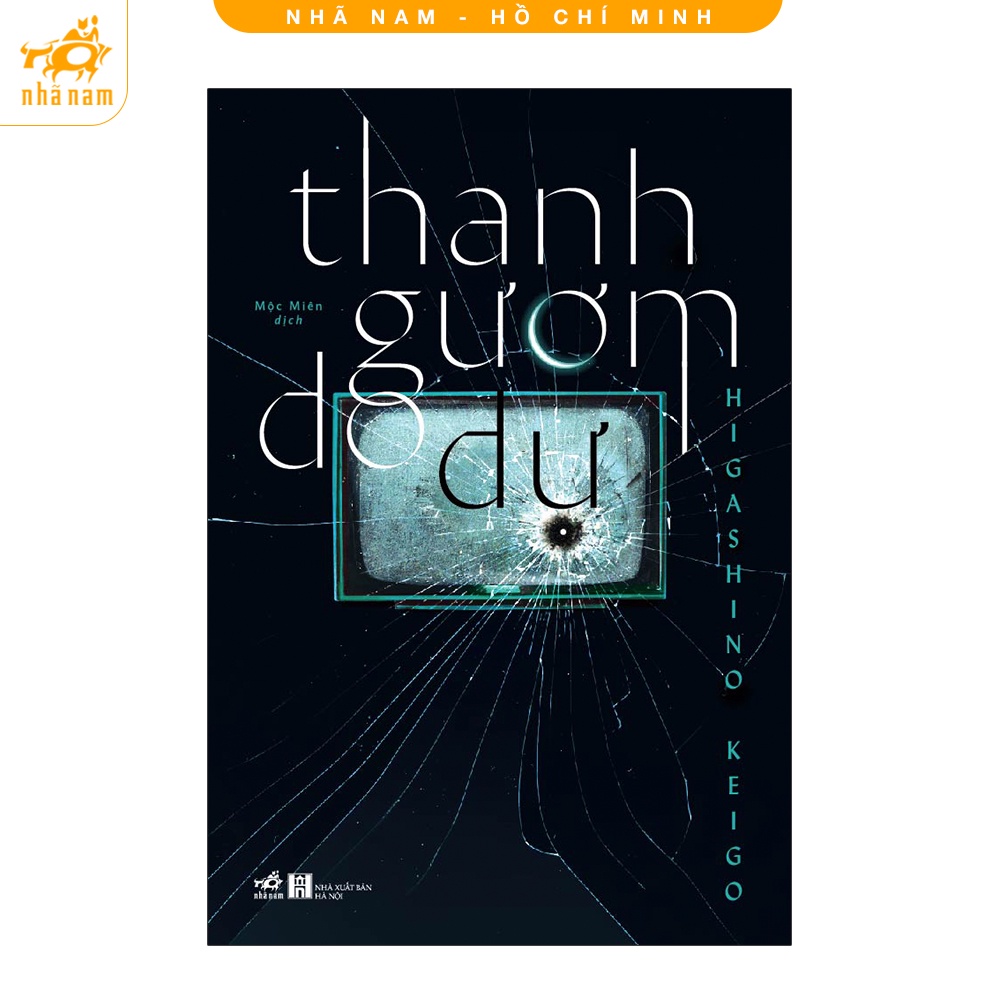 NHÃ NAM - HỒ CHÍ MINH
nhã nam
thanh
gươm
Mộc Miên
dịch
do
dự
HIGASHINO KEIGO
nhã nam
NHÀ XUẤT BẢN
HÀ NỘI